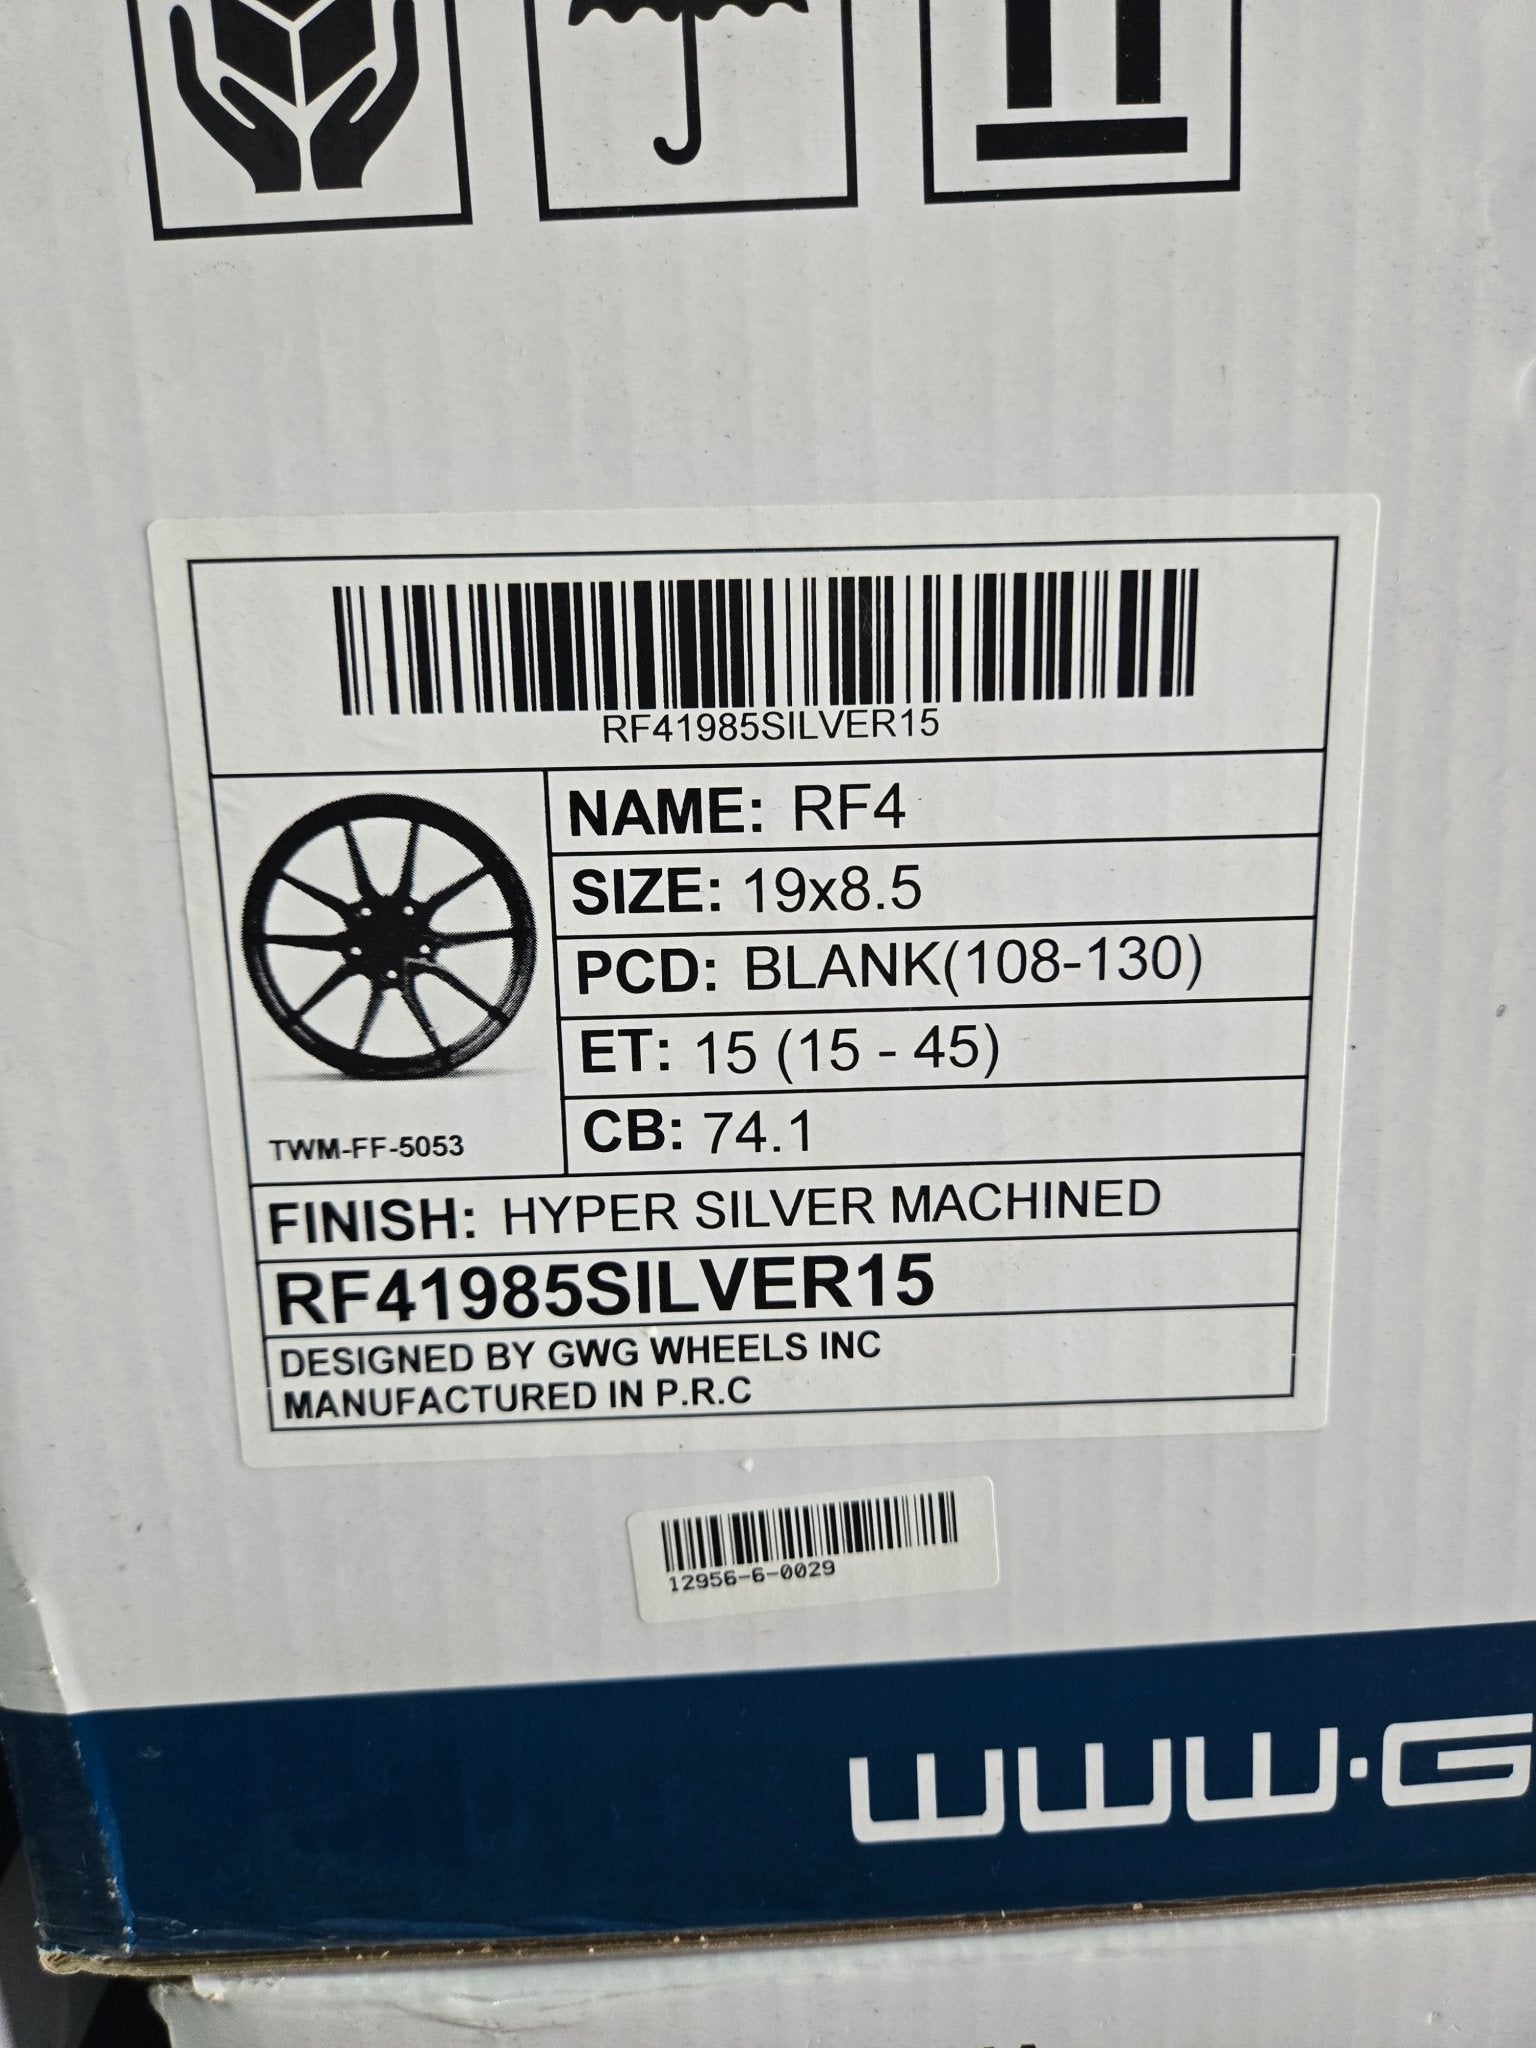 RF41985SILVER15
NAME: RF4
SIZE: 19x8.5
PCD: BLANK(108-130)
ET: 15 (15 - 45)
CB: 74.1
TWM-FF-5053
FINISH: HYPER SILVER MACHINED
RF41985SILVER15
DESIGNED BY GWG WHEELS INC
MANUFACTURED IN P.R.C
12956-6-0029
WWW.G